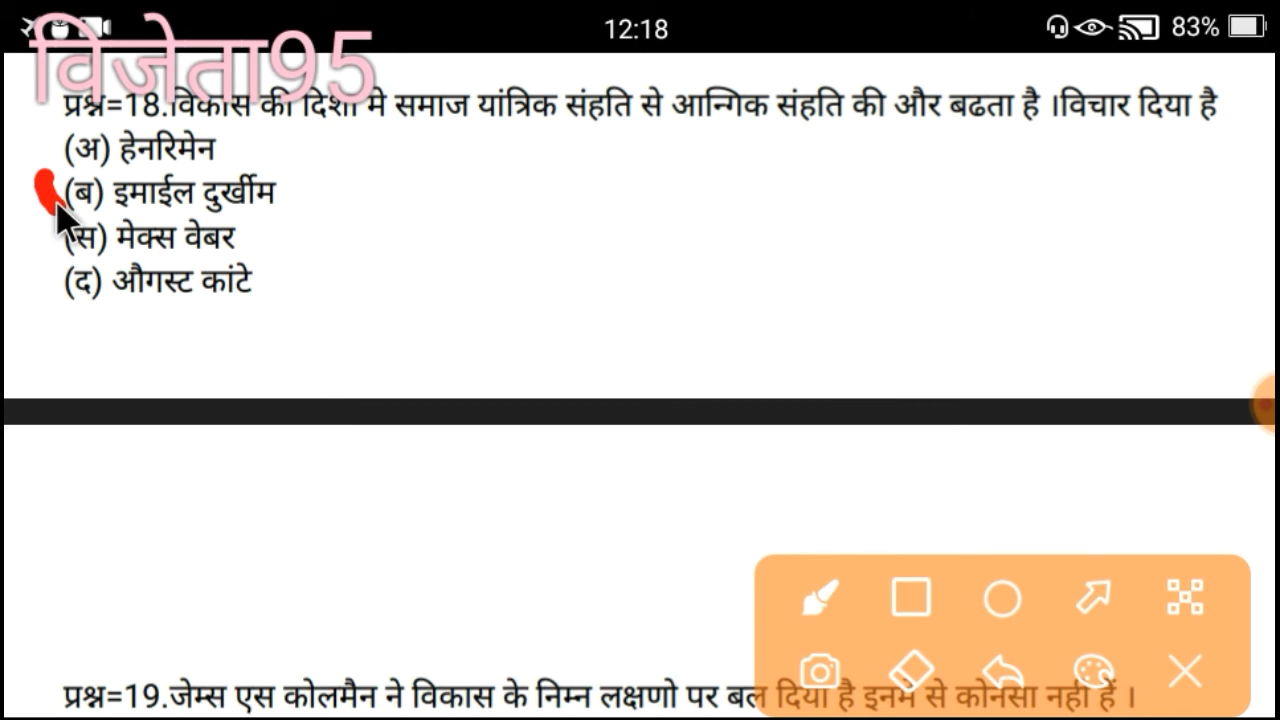 12:18
83%
विजेता95
प्रश्न=18.विकास की दिशा मे समाज यांत्रिक संहति से आन्गिक संहति की और बढता है ।विचार दिया है
(अ) हेनरिमेन
(ब) इमाईल दुर्खीम
(स) मेक्स वेबर
(द) औगस्ट कांटे
प्रश्न=19.जेम्स एस कोलमैन ने विकास के निम्न लक्षणो पर बल दिया है इनमे से कोनसा नही हें ।